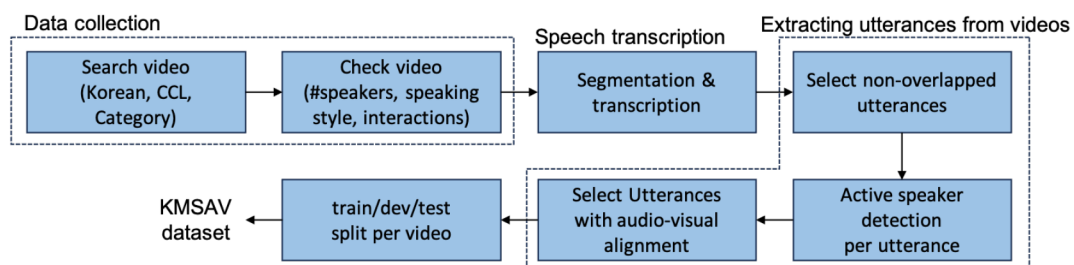 Data collection
Search video
(Korean, CCL,
Category)
Check video
(#speakers, speaking
style, interactions)
Speech transcription
Segmentation &
transcription
Extracting utterances from videos
Select non-overlapped
utterances
Active speaker
detection
per utterance
Select Utterances
with audio-visual
alignment
train/dev/test
split per video
KMSAV
dataset